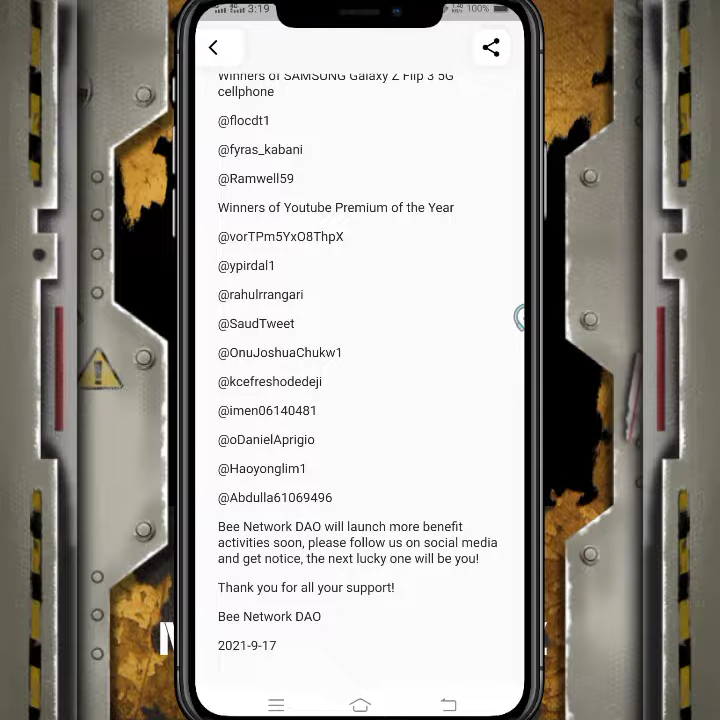 3:19
100%
Winners of SAMSUNG Galaxy Z Flip 3 5G
cellphone
@flocdt1
@fyras_kabani
@Ramwell59
Winners of Youtube Premium of the Year
@vorTPm5YxO8ThpX
@ypirdal1
@rahulrrangari
@SaudTweet
@OnuJoshuaChukw1
@kcefreshodedeji
@imen06140481
@oDanielAprigio
@Haoyonglim1
@Abdulla61069496
Bee Network DAO will launch more benefit
activities soon, please follow us on social media
and get notice, the next lucky one will be you!
Thank you for all your support!
Bee Network DAO
2021-9-17